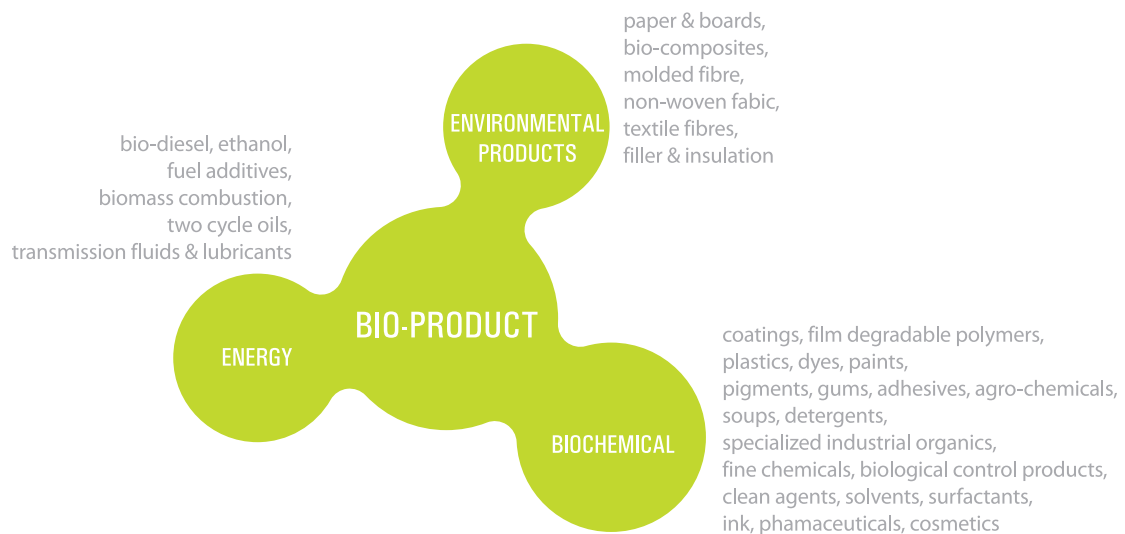 paper & boards,
bio-composites,
molded fibre,
non-woven fabic,
textile fibres,
filler & insulation
ENVIRONMENTAL
PRODUCTS
bio-diesel, ethanol,
fuel additives,
biomass combustion,
two cycle oils,
transmission fluids & lubricants
BIO-PRODUCT
ENERGY
coatings, film degradable polymers,
plastics, dyes, paints,
pigments, gums, adhesives, agro-chemicals,
soups, detergents,
specialized industrial organics,
fine chemicals, biological control products,
clean agents, solvents, surfactants,
ink, phamaceuticals, cosmetics
BIOCHEMICAL